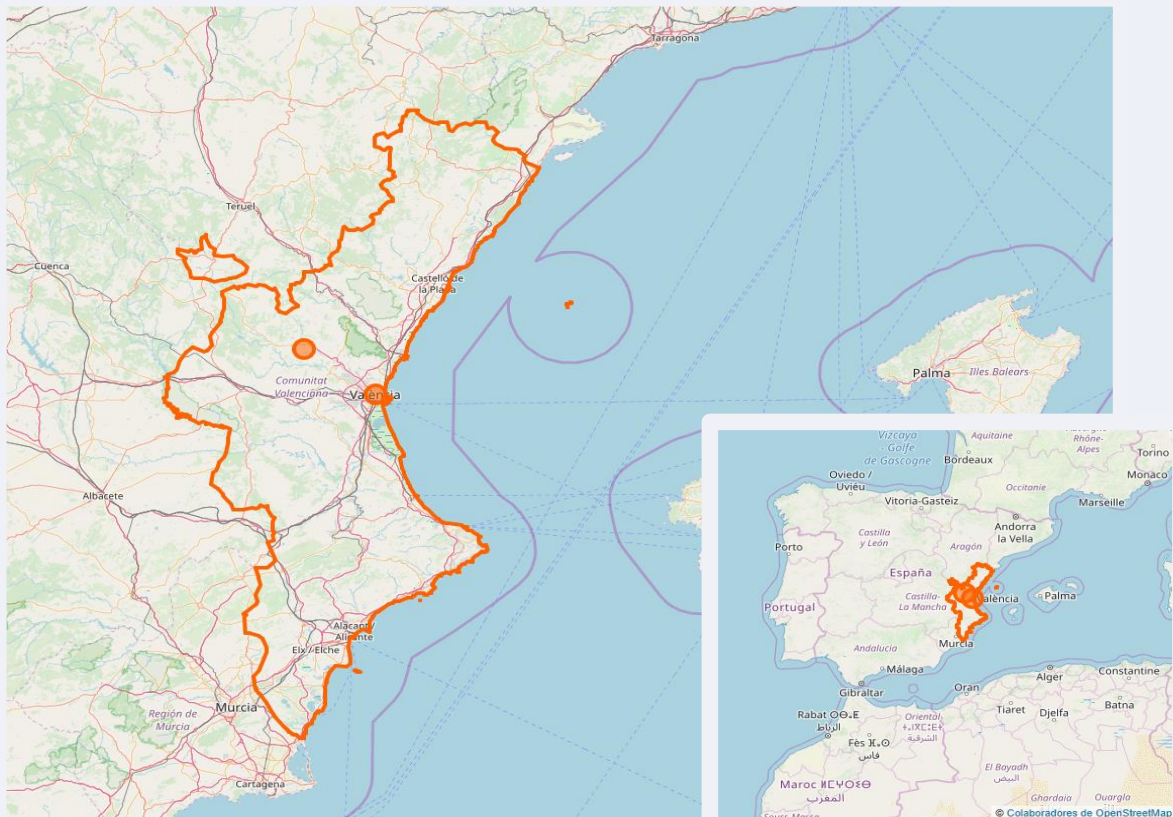 Tarragona
Teruel
Cuenca
Castelló de
la Plana
Comunitat
Valenciana
València
Palma
Illes Balears
Albacete
Alacant /
Alicante
Elx / Elche
Murcia
Región de
Murcia
Cartagena
Vizcaya
- Golfe
de Gascogne
Aquitaine
Rhône-
Alpes
Torino
Bordeaux
Monaco
Oviedo /
Uviéu
Occitanie
Vitoria-Gasteiz
Marseille
Andorra
la Vella
Castilla
y León
Porto
Aragón
España
Castilla-
La Mancha
València
Palma
Portugal
Murcia
Andalucía
Málaga
Alger
Constantine
Gibraltar
Oran
Tiaret
Djelfa
Batna
Rabat ⵔⴱⴰⵟ
الرباط
Oriental
ⵜⴰⵏⴳⵎⵓⴹⵜ
الشرقية
Fès ⴼⴰⵙ
فاس
El Bayadh
البيض
Maroc ⵍⵎⵖⵔⵉⴱ
المغرب
Ghardaia
Ouargla
© Colaboradores de OpenStreetMap